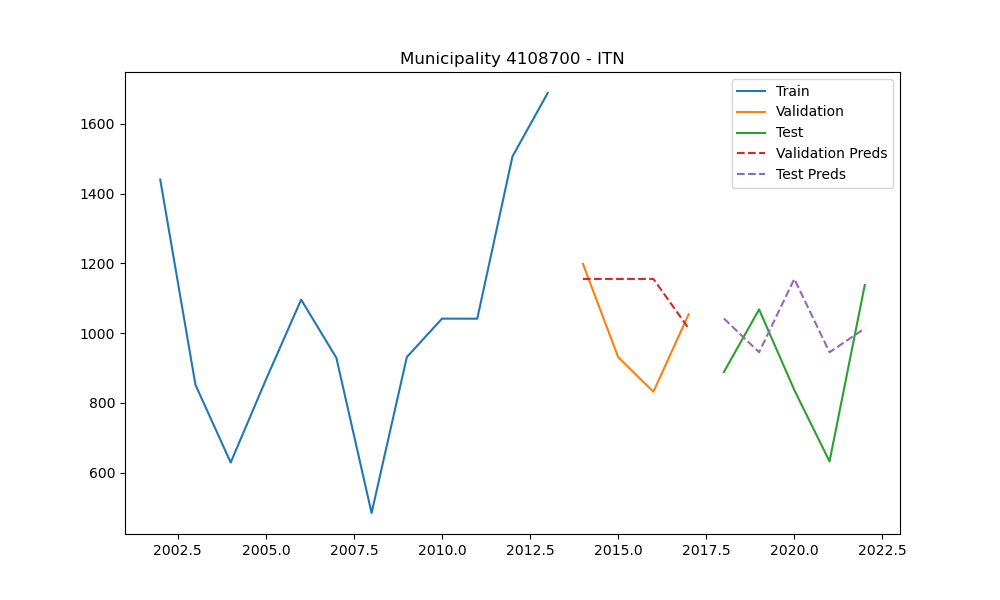 Municipality 4108700 - ITN
Train
Validation
Test
Validation Preds
Test Preds
1600
1400
1200
1000
800
600
2002.5 2005.0 2007.5 2010.0 2012.5 2015.0 2017.5 2020.0 2022.5